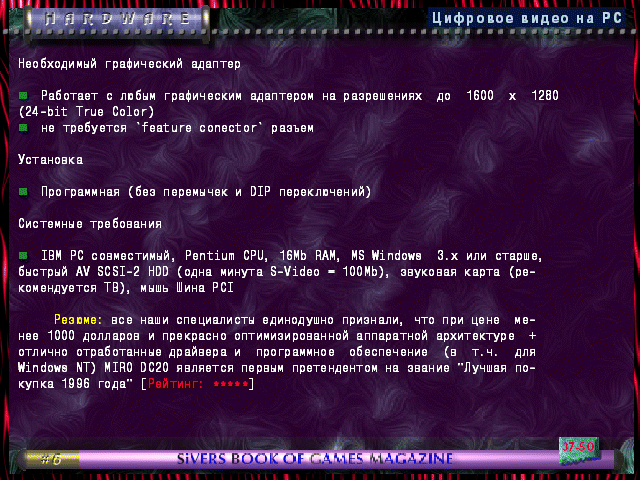 HARDWARE
Цифровое видео на PC
Необходимый графический адаптер
Работает с любым графическим адаптером на разрешениях до 1600 x 1280
(24-bit True Color)
не требуется `feature conector` разъем
Установка
Программная (без перемычек и DIP переключений)
Системные требования
IBM PC совместимый, Pentium CPU, 16Mb RAM, MS Windows 3.x или старше,
быстрый AV SCSI-2 HDD (одна минута S-Video = 100Mb), звуковая карта (ре-
комендуется ТВ), мышь Шина PCI
Резюме: все наши специалисты единодушно признали, что при цене ме-
нее 1000 долларов и прекрасно оптимизированной аппаратной архитектуре +
отлично отработанные драйвера и программное обеспечение (в т.ч. для
Windows NT) MIRO DC20 является первым претендентом на звание "Лучшая по-
купка 1996 года" [Рейтинг: *****]
#6
SiVERS BOOK OF GAMES MAGAZINE
37-50